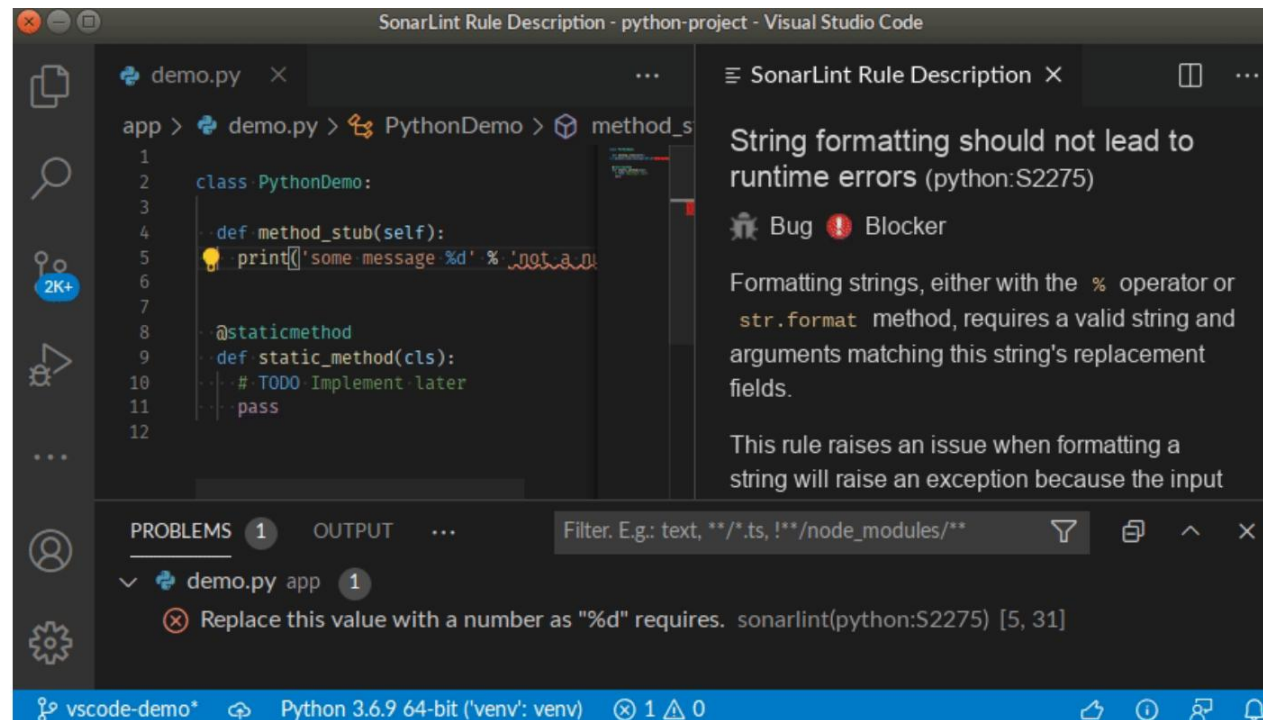 SonarLint Rule Description - python-project - Visual Studio Code
demo.py
SonarLint Rule Description
app > demo.py > PythonDemo > method_s
1
2 class PythonDemo:
3
4 def method_stub(self):
5 print('some message %d' % 'not a nu
6
7
8 @staticmethod
9 def static_method(cls):
10 # TODO Implement later
11 pass
12
2K+
String formatting should not lead to
runtime errors (python:S2275)
Bug Blocker
Formatting strings, either with the % operator or
str.format method, requires a valid string and
arguments matching this string's replacement
fields.
This rule raises an issue when formatting a
string will raise an exception because the input
PROBLEMS 1 OUTPUT ... Filter. E.g.: text, **/*.ts, !**/node_modules/**
demo.py app 1
Replace this value with a number as "%d" requires. sonarlint(python:S2275) [5, 31]
vscode-demo* Python 3.6.9 64-bit ('venv': venv) 1 0